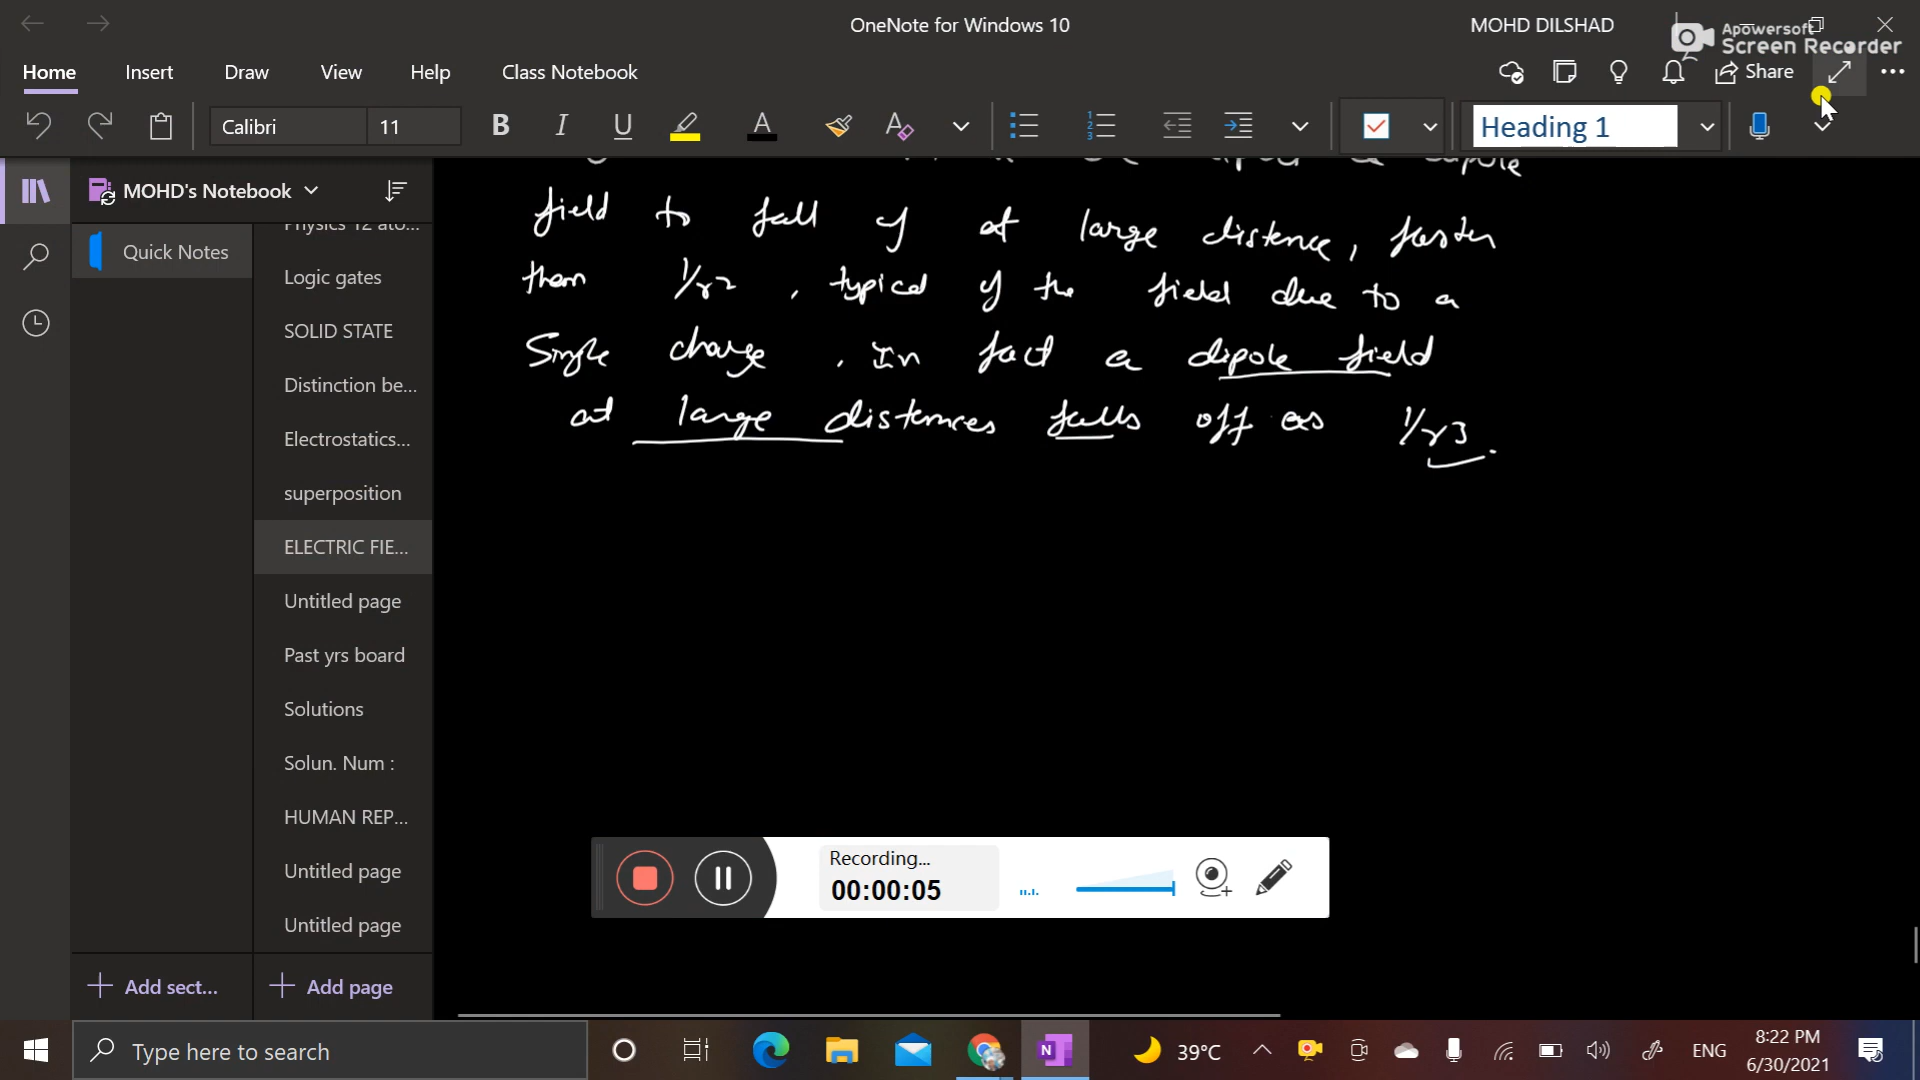 OneNote for Windows 10
MOHD DILSHAD
Apowersoft
Screen Recorder
Home Insert Draw View Help Class Notebook
Share
Calibri 11 B I U A A Heading 1
MOHD's Notebook
Quick Notes
Physics 12 ato...
Logic gates
SOLID STATE
Distinction be...
Electrostatics...
superposition
ELECTRIC FIE...
Untitled page
Past yrs board
Solutions
Solun. Num :
HUMAN REP...
Untitled page
Untitled page
Add sect...
Add page
dipole
field to fall of at large distance, faster
than 1/r2 , typical of the field due to a
Single charge . In fact a dipole field
at large distances falls off as 1/r3.
Recording...
00:00:05
Type here to search
N
39°C
ENG
8:22 PM
6/30/2021